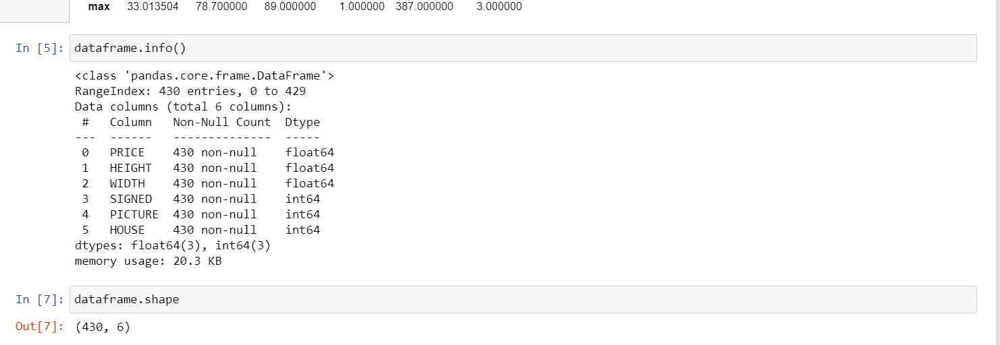 max 33.013504 78.700000 89.000000 1.000000 387.000000 3.000000
In [5]: dataframe.info()
<class 'pandas.core.frame.DataFrame'>
RangeIndex: 430 entries, 0 to 429
Data columns (total 6 columns):
 #   Column   Non-Null Count  Dtype
---  ------   --------------  -----
 0   PRICE    430 non-null    float64
 1   HEIGHT   430 non-null    float64
 2   WIDTH    430 non-null    float64
 3   SIGNED   430 non-null    int64
 4   PICTURE  430 non-null    int64
 5   HOUSE    430 non-null    int64
dtypes: float64(3), int64(3)
memory usage: 20.3 KB
In [7]: dataframe.shape
Out[7]: (430, 6)